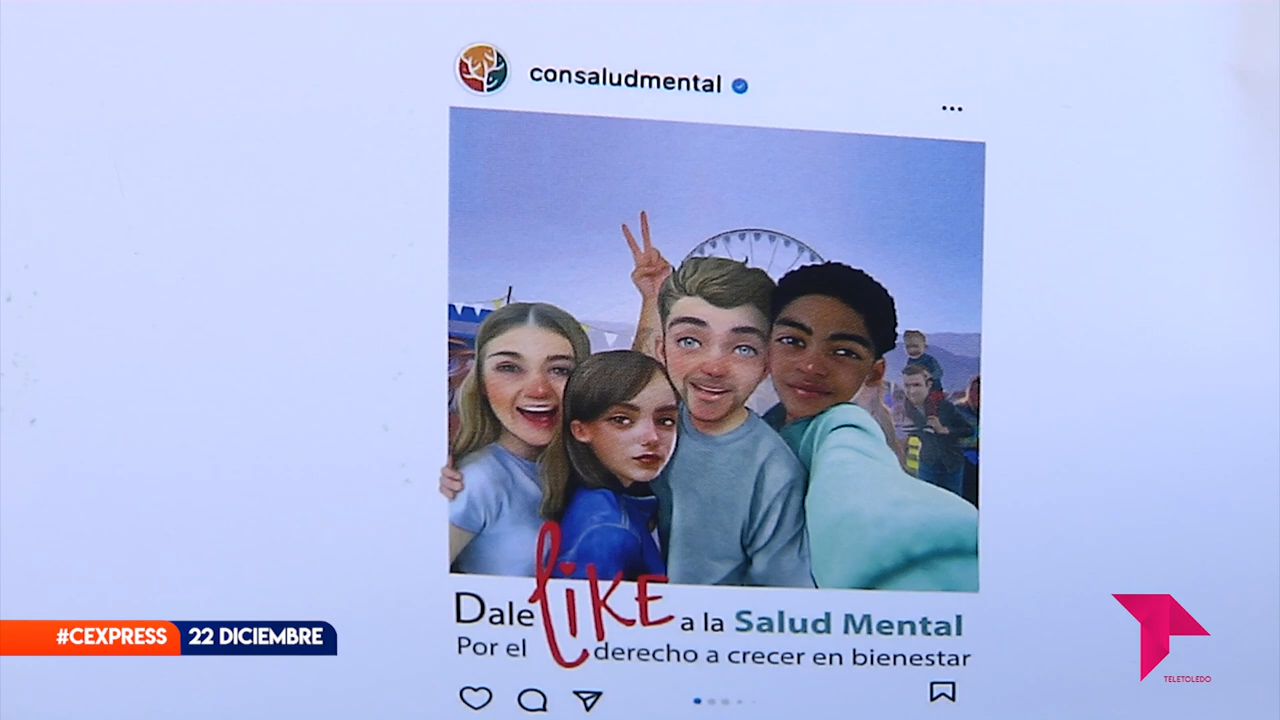 consaludmental
Dale like a la Salud Mental
Por el derecho a crecer en bienestar
#CEXPRESS 22 DICIEMBRE
TELETOLEDO